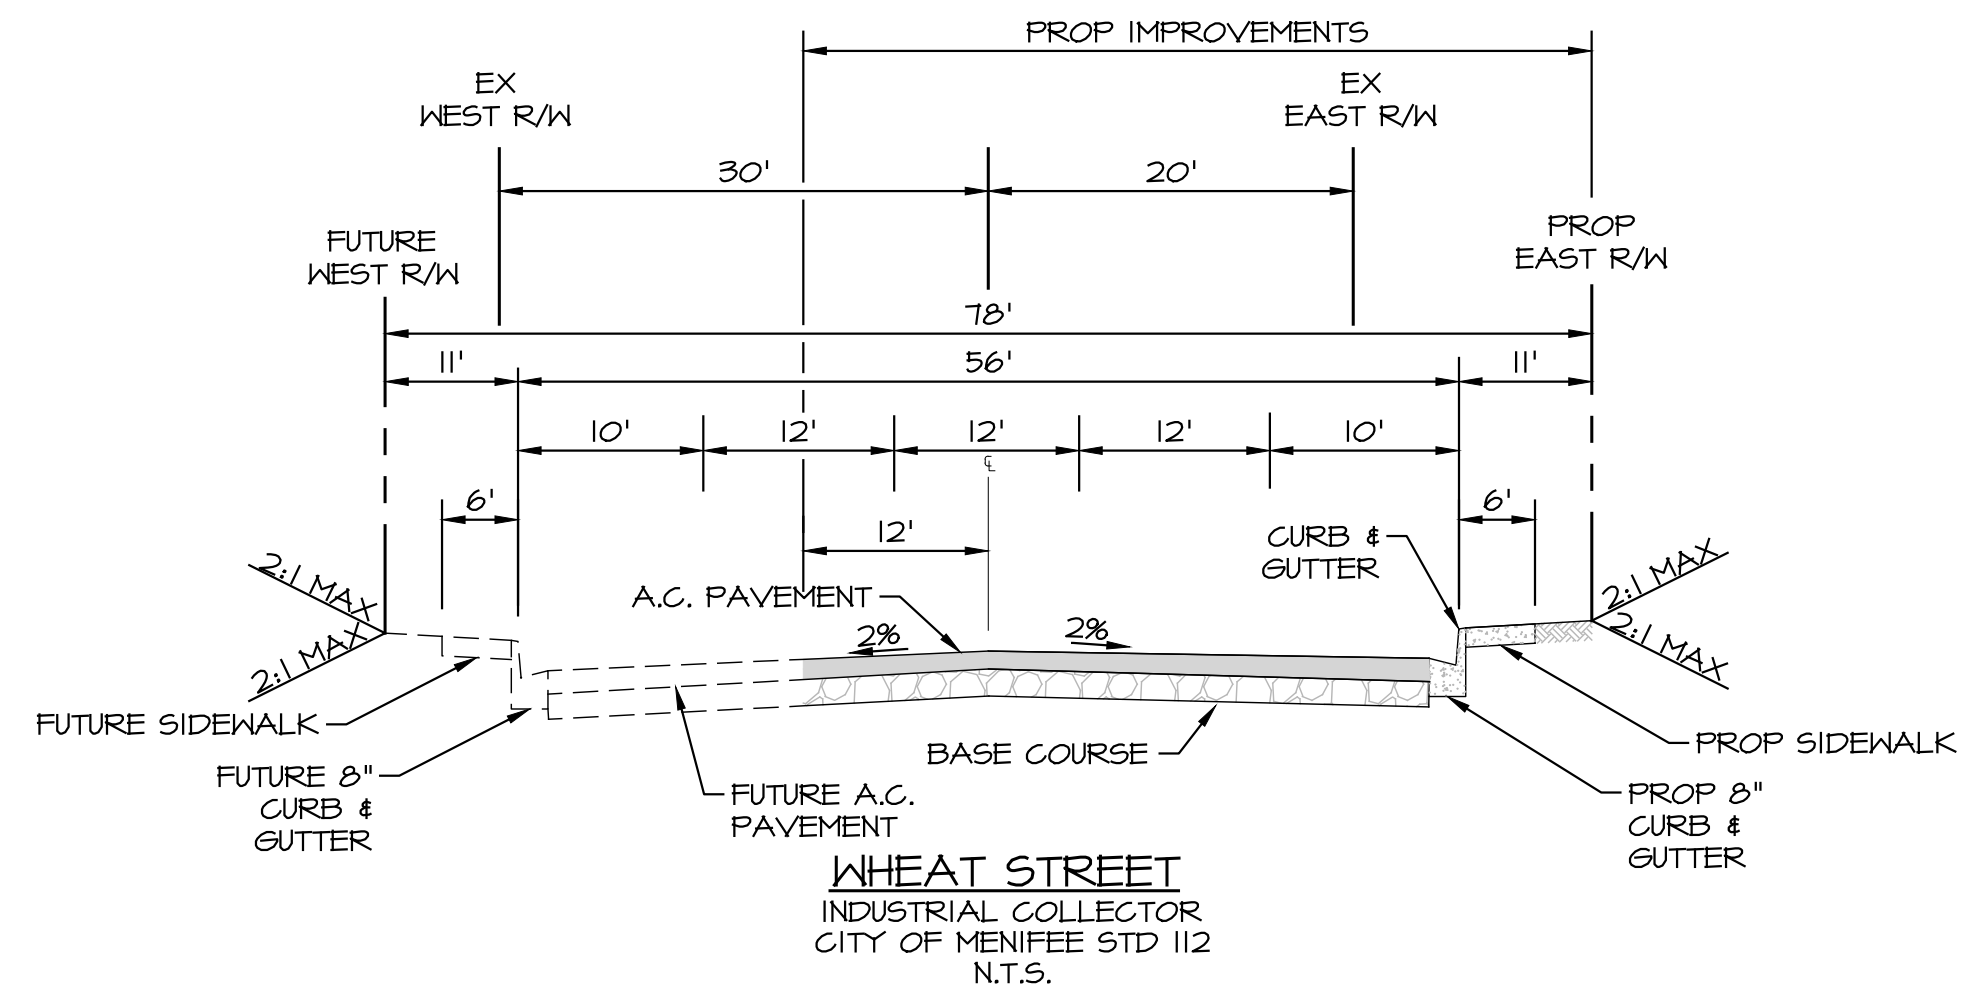 PROP IMPROVEMENTS
EX
WEST R/W
EX
EAST R/W
30'
20'
FUTURE
WEST R/W
PROP
EAST R/W
78'
11'
56'
11'
10'
12'
12'
12'
10'
℄
6'
6'
12'
CURB &
GUTTER
2:1 MAX
2:1 MAX
A.C. PAVEMENT
2%
2%
2:1 MAX
2:1 MAX
FUTURE SIDEWALK
PROP SIDEWALK
BASE COURSE
FUTURE 8"
CURB &
GUTTER
FUTURE A.C.
PAVEMENT
PROP 8"
CURB &
GUTTER
WHEAT STREET
INDUSTRIAL COLLECTOR
CITY OF MENIFEE STD 112
N.T.S.